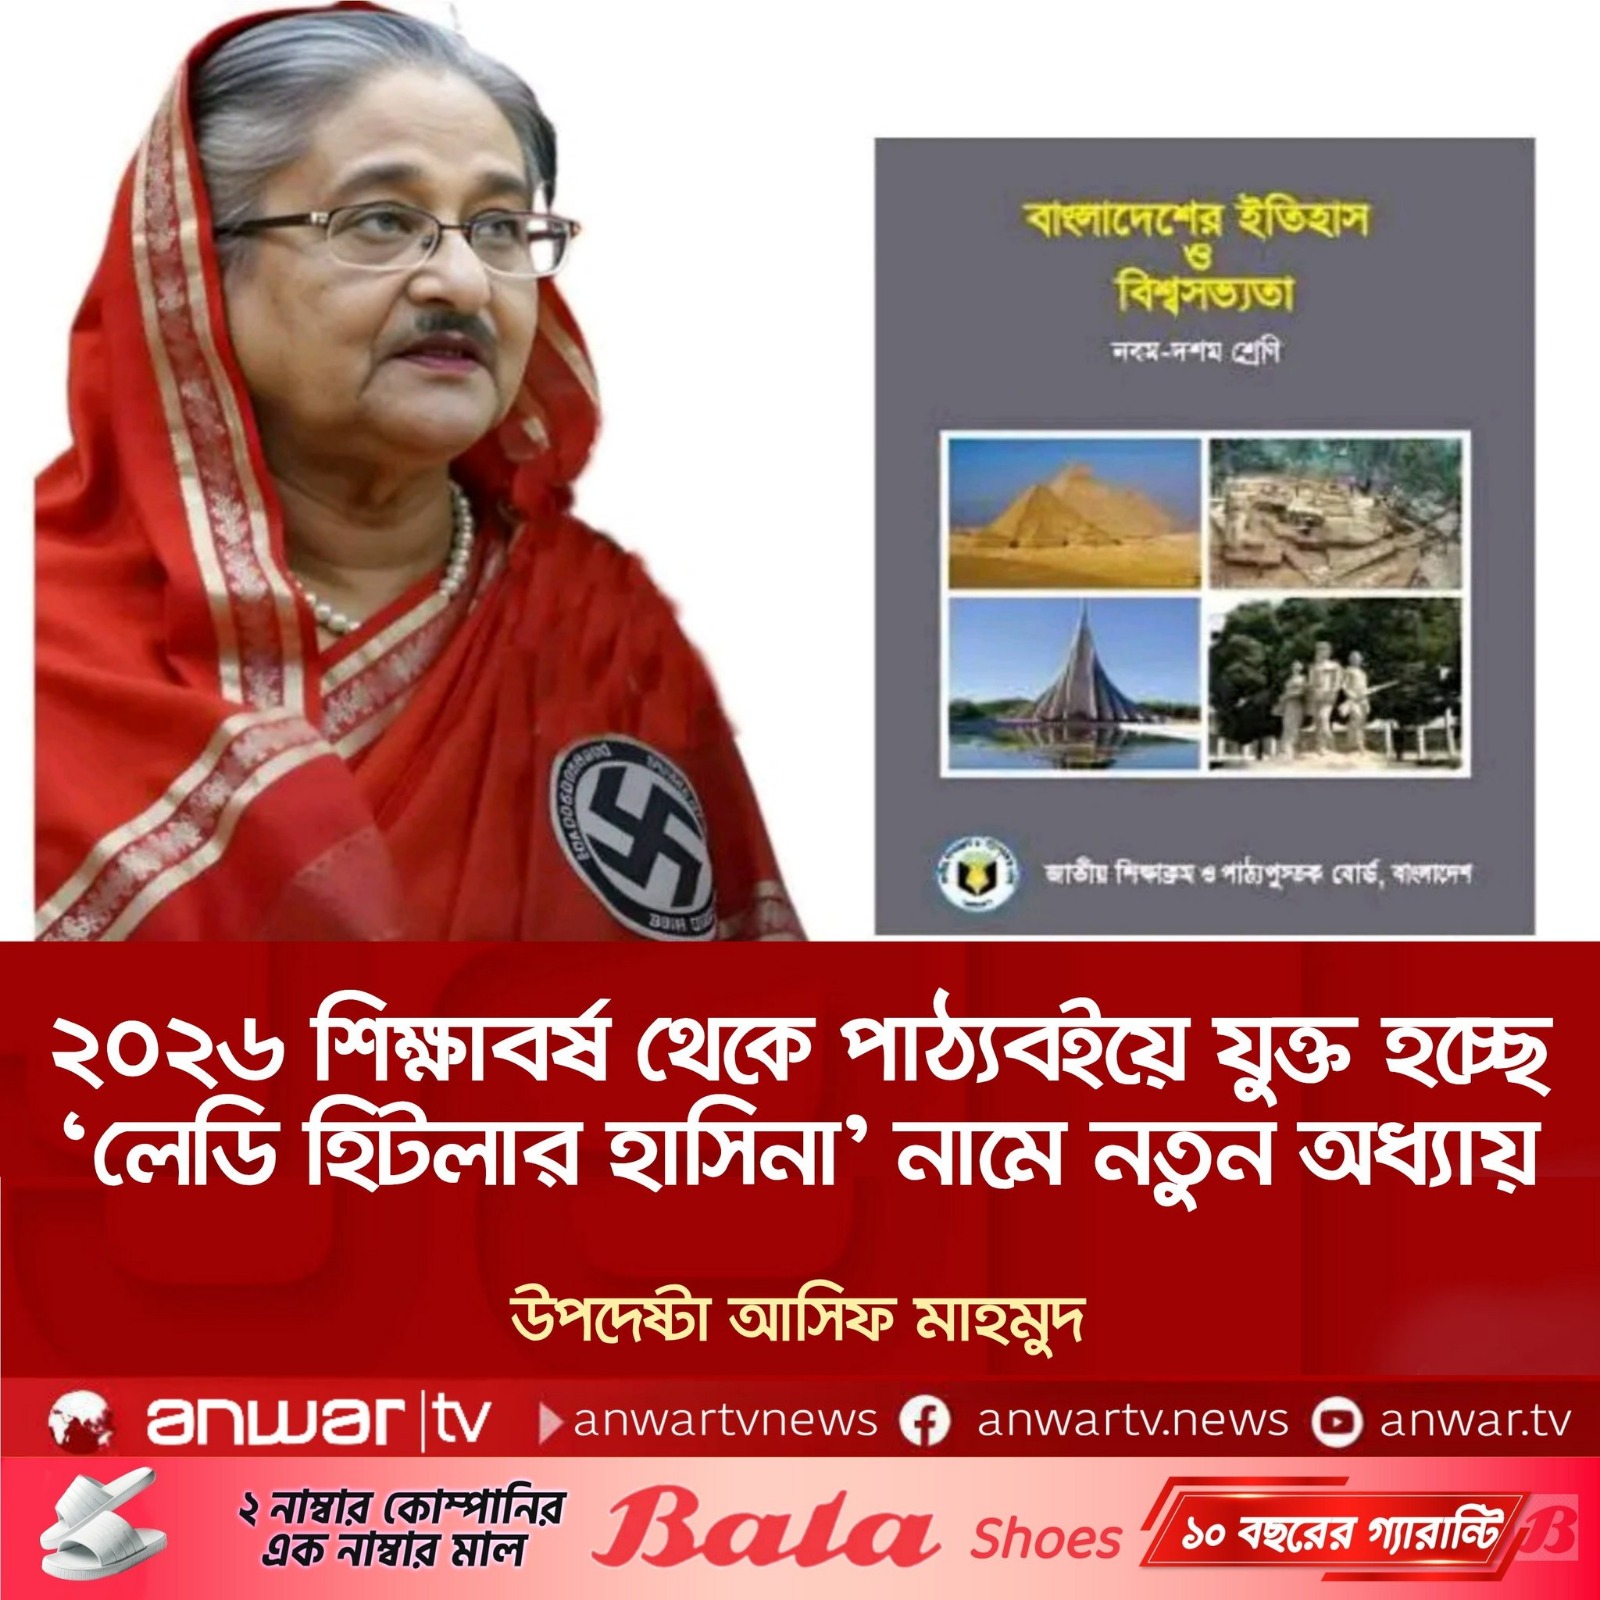 বাংলাদেশের ইতিহাস
ও
বিশ্বসভ্যতা
নবম-দশম শ্রেণি
জাতীয় শিক্ষাক্রম ও পাঠ্যপুস্তক বোর্ড, বাংলাদেশ
২০২৬ শিক্ষাবর্ষ থেকে পাঠ্যবইয়ে যুক্ত হচ্ছে
‘লেডি হিটলার হাসিনা’ নামে নতুন অধ্যায়
উপদেষ্টা আসিফ মাহমুদ
anwar|tv anwartvnews anwartv.news anwar.tv
২ নাম্বার কোম্পানির
এক নাম্বার মাল
Bala Shoes
১০ বছরের গ্যারান্টি B